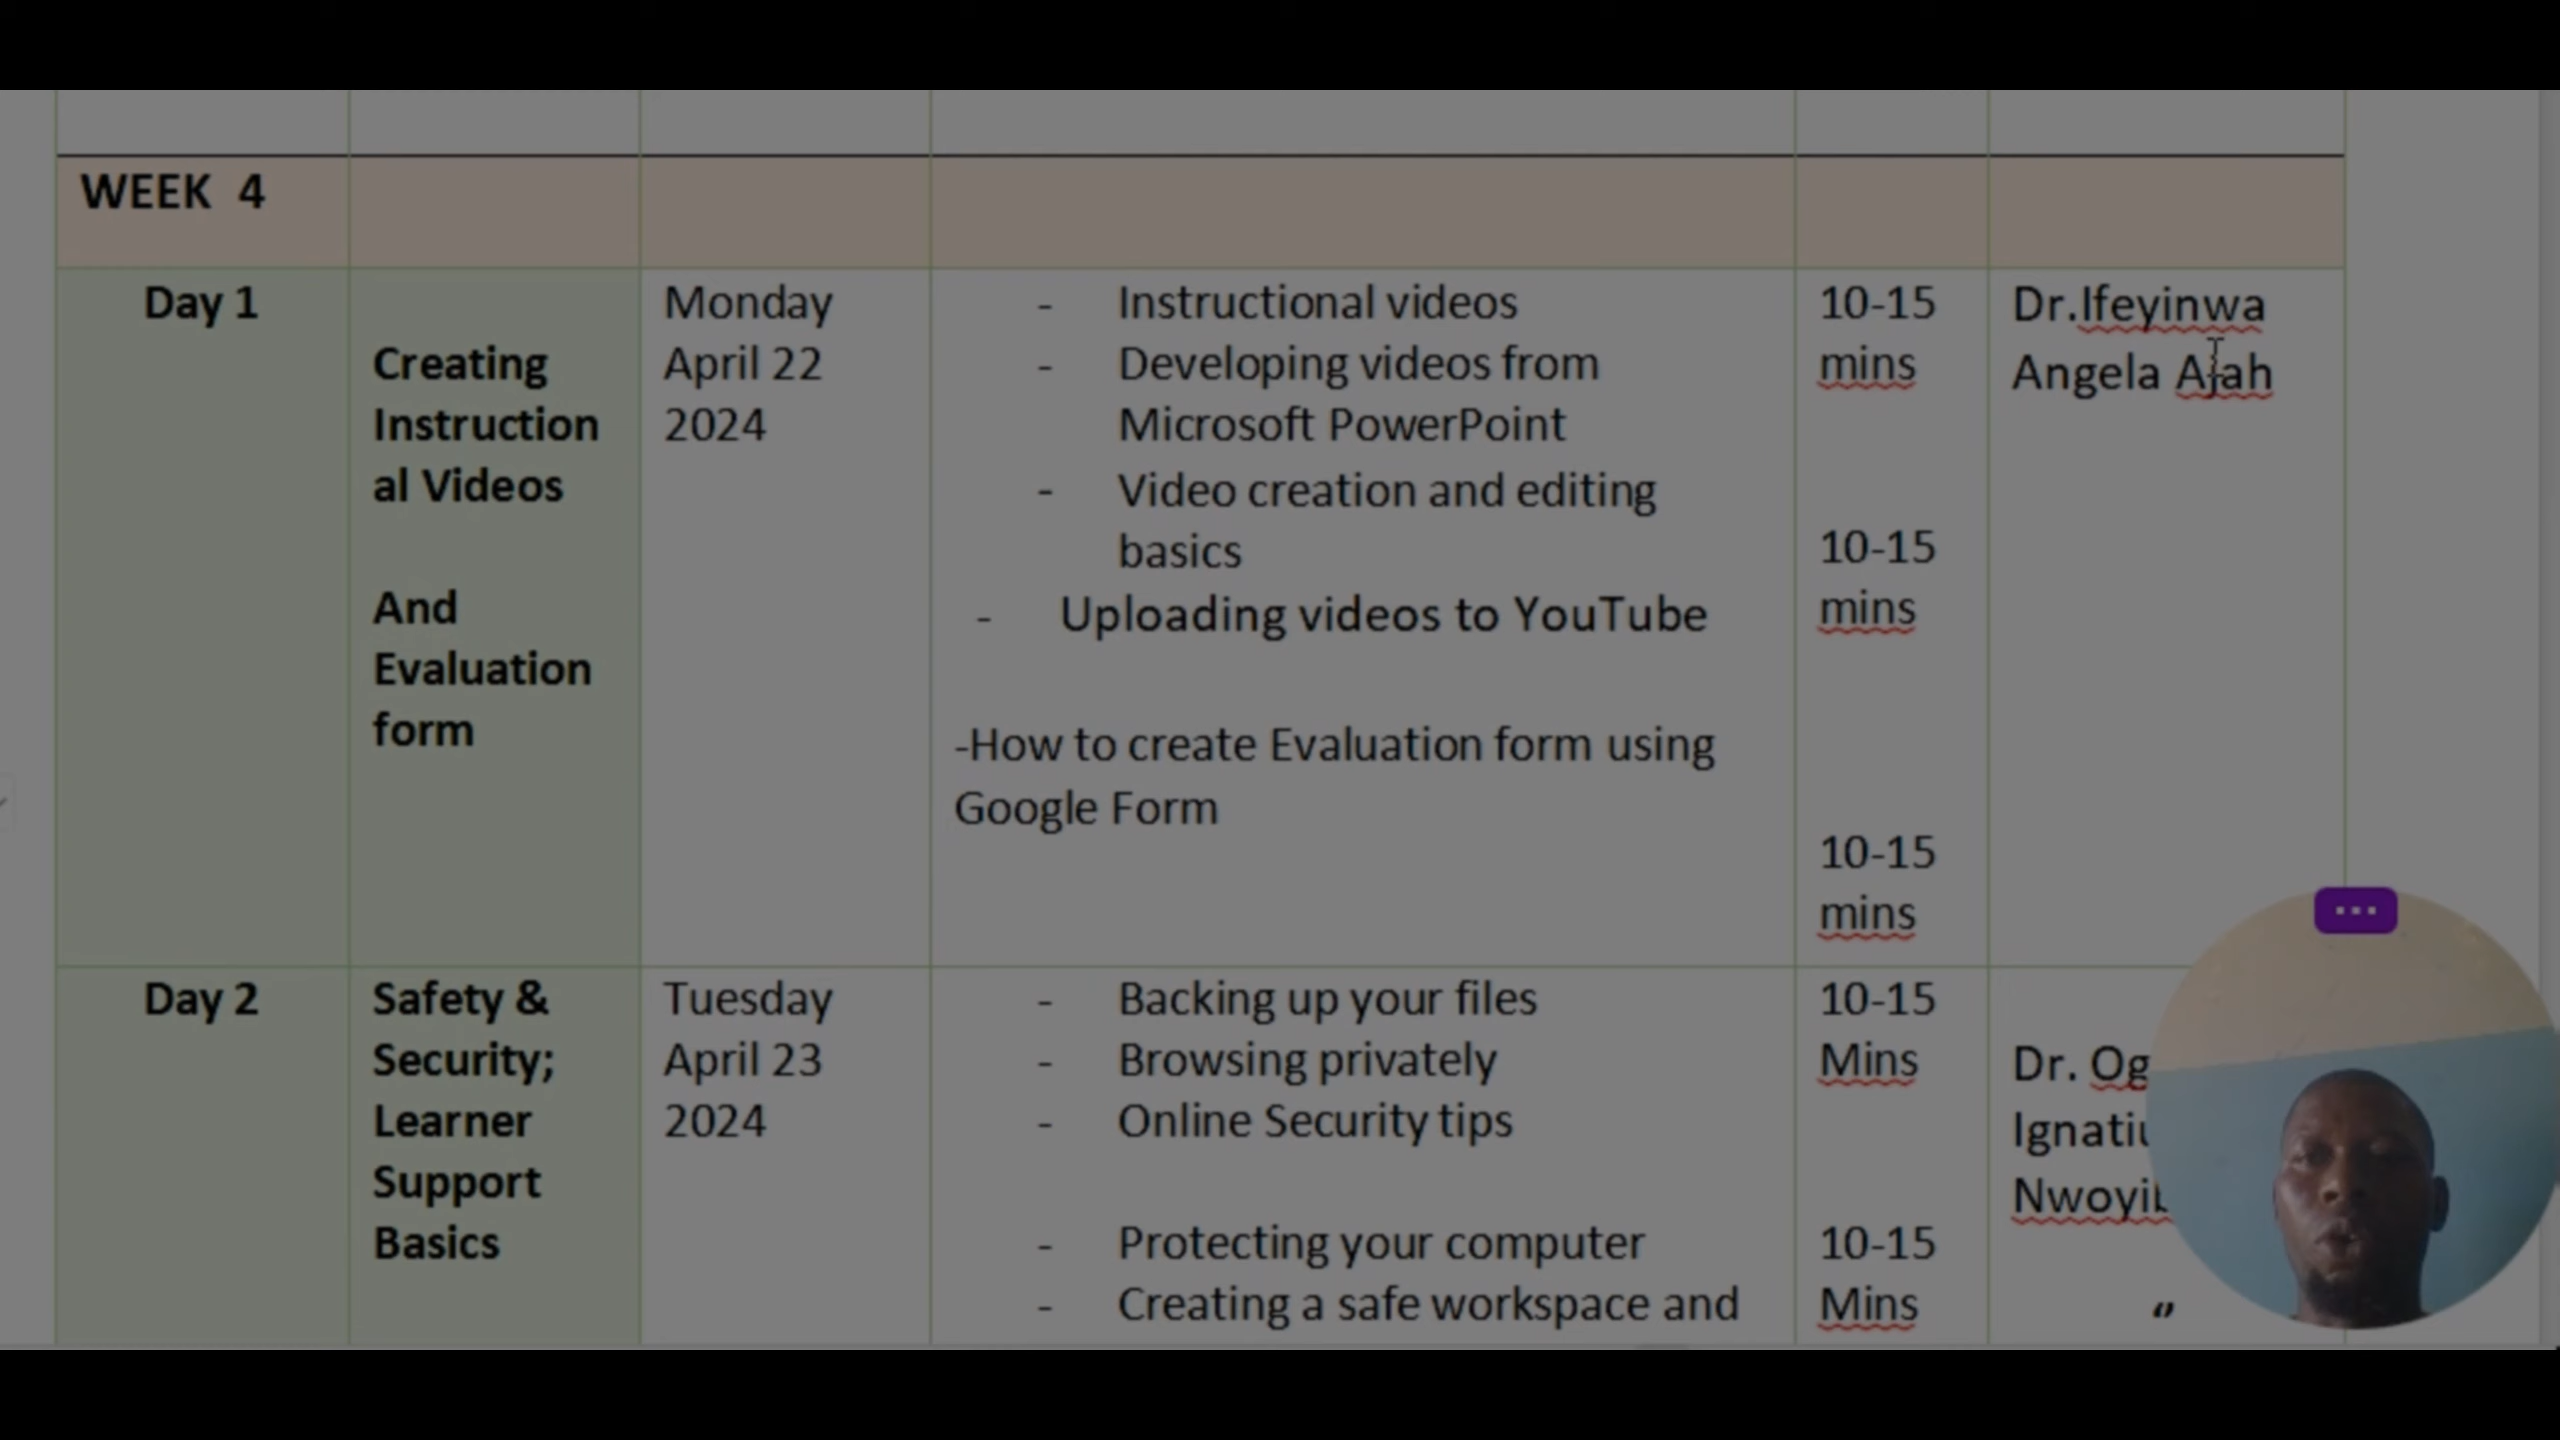 WEEK 4
Day 1
Creating
Instruction
al Videos
And
Evaluation
form
Monday
April 22
2024
- Instructional videos
- Developing videos from
Microsoft PowerPoint
- Video creation and editing
basics
- Uploading videos to YouTube
-How to create Evaluation form using
Google Form
10-15
mins
10-15
mins
10-15
mins
Dr.Ifeyinwa
Angela Ajah
Day 2
Safety &
Security;
Learner
Support
Basics
Tuesday
April 23
2024
- Backing up your files
- Browsing privately
- Online Security tips
- Protecting your computer
- Creating a safe workspace and
10-15
Mins
10-15
Mins
Dr.
"